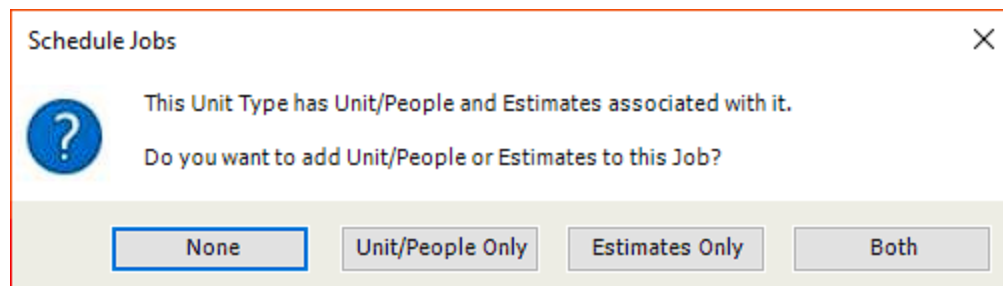 Schedule Jobs
This Unit Type has Unit/People and Estimates associated with it.
Do you want to add Unit/People or Estimates to this Job?
None Unit/People Only Estimates Only Both